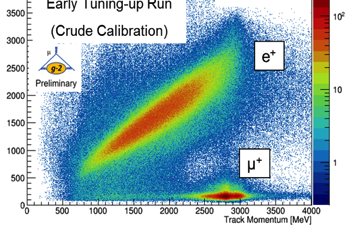 Early Tuning-up Run
(Crude Calibration)
μ
g-2
Preliminary
e⁺
μ⁺
3500
3000
2500
2000
1500
1000
500
0
0 500 1000 1500 2000 2500 3000 3500 4000
Track Momentum [MeV]
10²
10
1